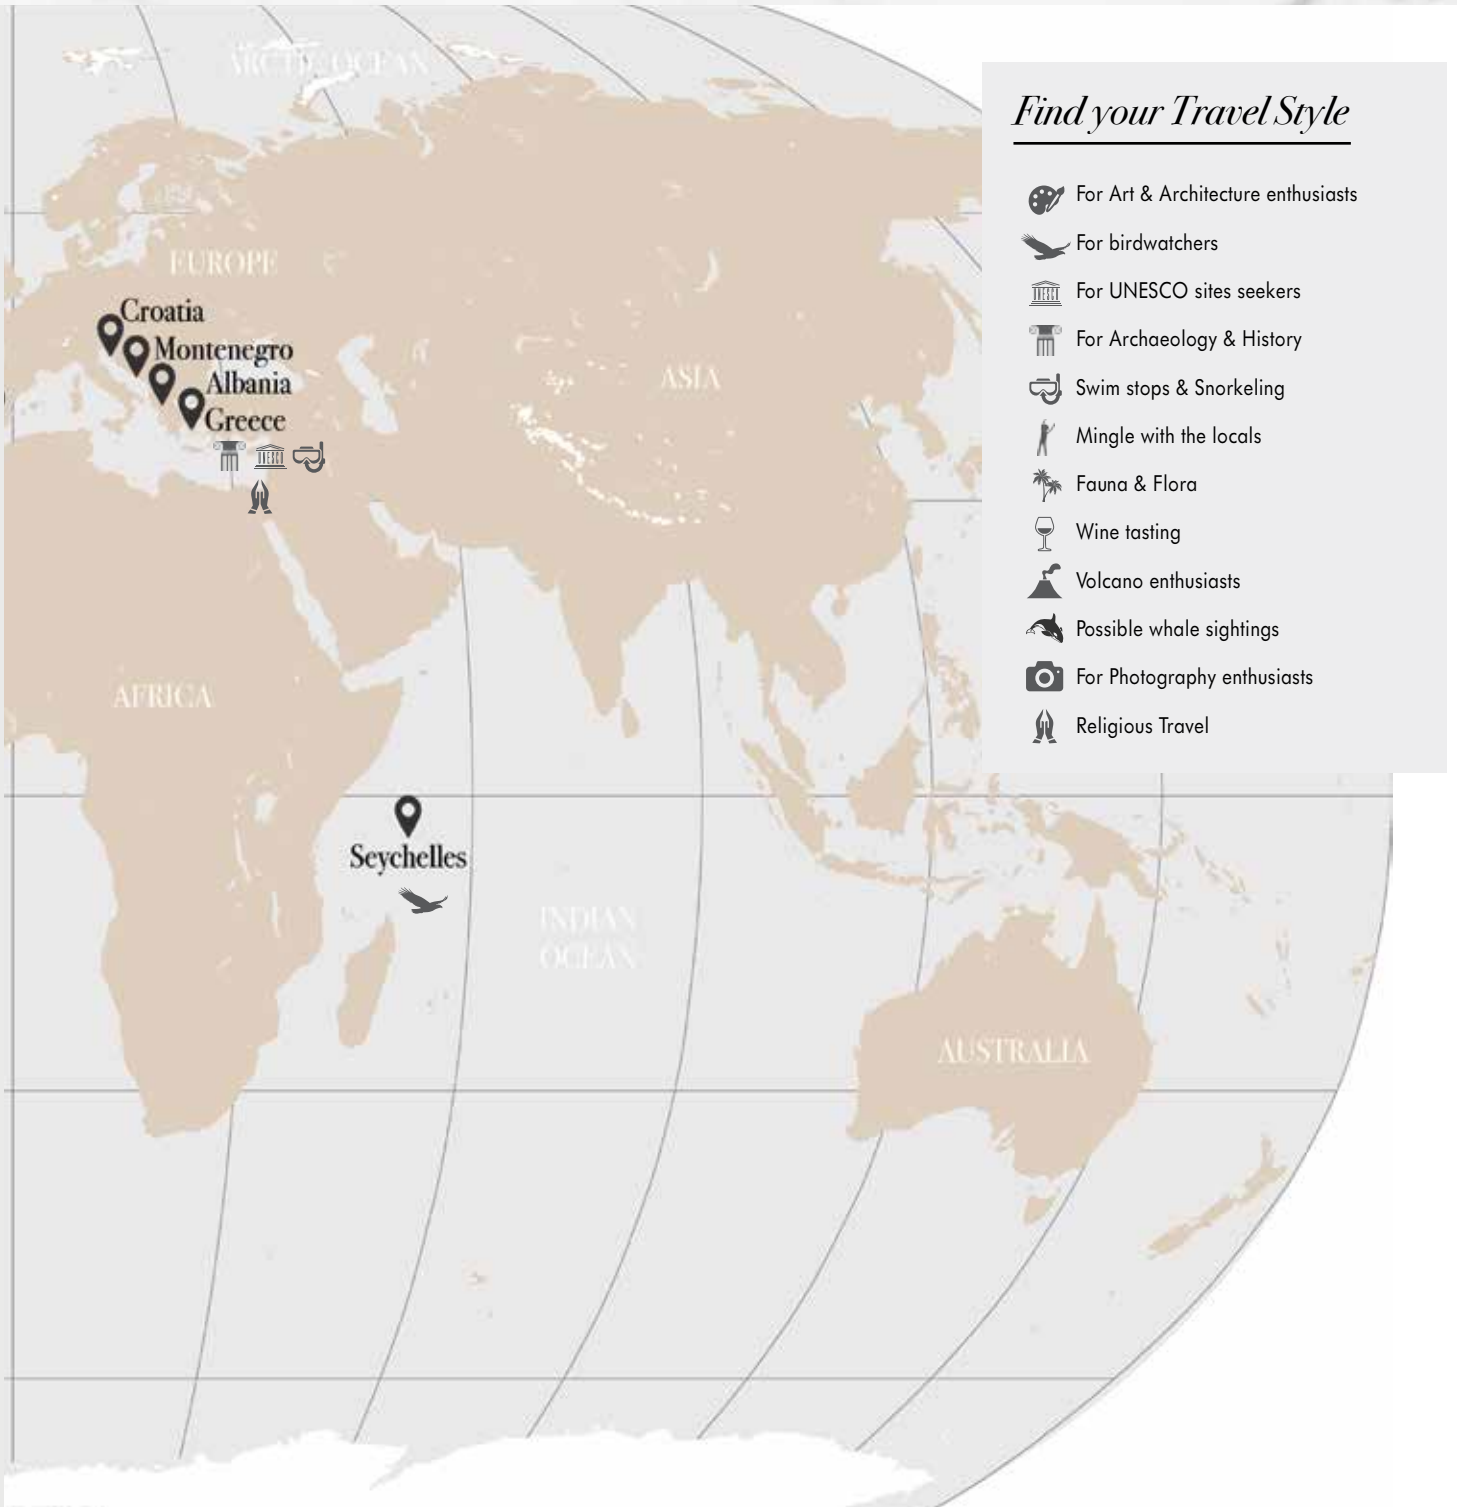 ARCTIC OCEAN
Find your Travel Style
For Art & Architecture enthusiasts
For birdwatchers
UNESCO
For UNESCO sites seekers
For Archaeology & History
Swim stops & Snorkeling
Mingle with the locals
Fauna & Flora
Wine tasting
Volcano enthusiasts
Possible whale sightings
For Photography enthusiasts
Religious Travel
EUROPE
Croatia
Montenegro
Albania
Greece
UNESCO
ASIA
AFRICA
Seychelles
INDIAN
OCEAN
AUSTRALIA